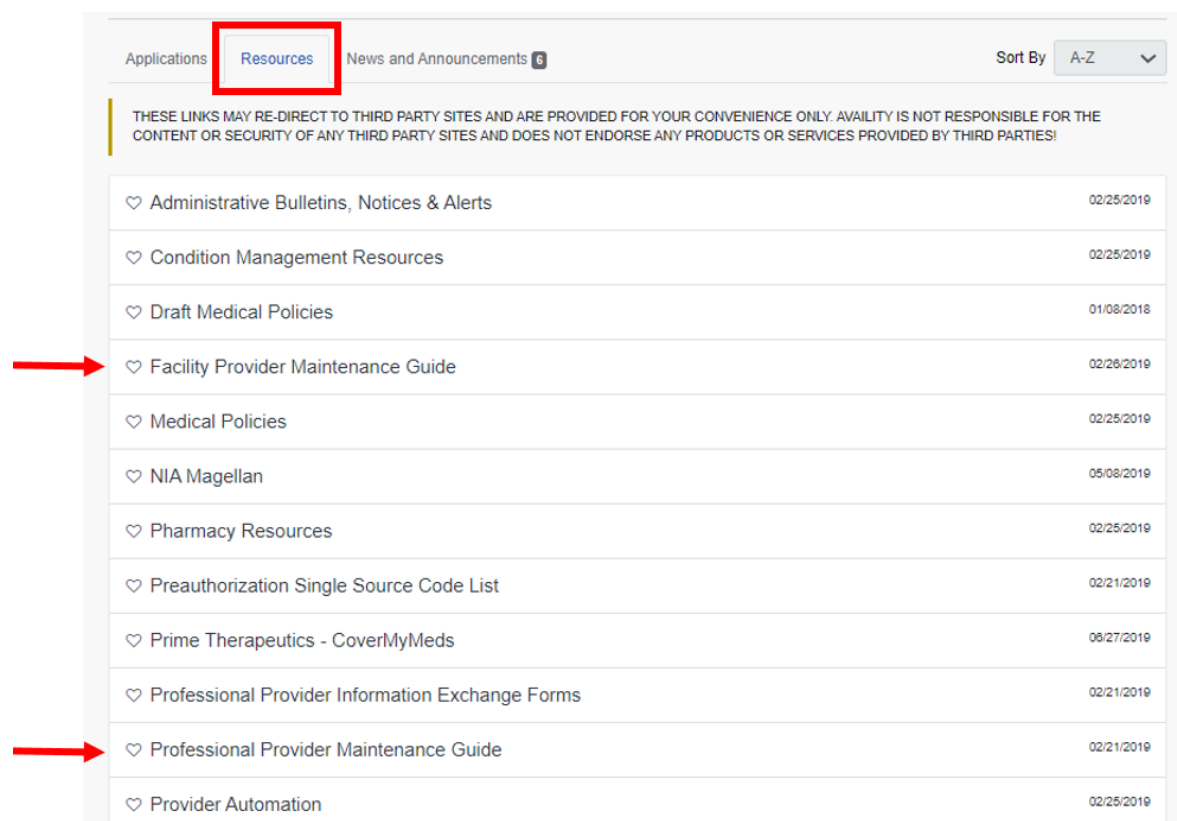 Applications Resources News and Announcements 6 Sort By A-Z
THESE LINKS MAY RE-DIRECT TO THIRD PARTY SITES AND ARE PROVIDED FOR YOUR CONVENIENCE ONLY. AVAILITY IS NOT RESPONSIBLE FOR THE
CONTENT OR SECURITY OF ANY THIRD PARTY SITES AND DOES NOT ENDORSE ANY PRODUCTS OR SERVICES PROVIDED BY THIRD PARTIES!
Administrative Bulletins, Notices & Alerts 02/25/2019
Condition Management Resources 02/25/2019
Draft Medical Policies 01/08/2018
Facility Provider Maintenance Guide 02/26/2019
Medical Policies 02/25/2019
NIA Magellan 05/08/2019
Pharmacy Resources 02/25/2019
Preauthorization Single Source Code List 02/21/2019
Prime Therapeutics - CoverMyMeds 06/27/2019
Professional Provider Information Exchange Forms 02/21/2019
Professional Provider Maintenance Guide 02/21/2019
Provider Automation 02/25/2019